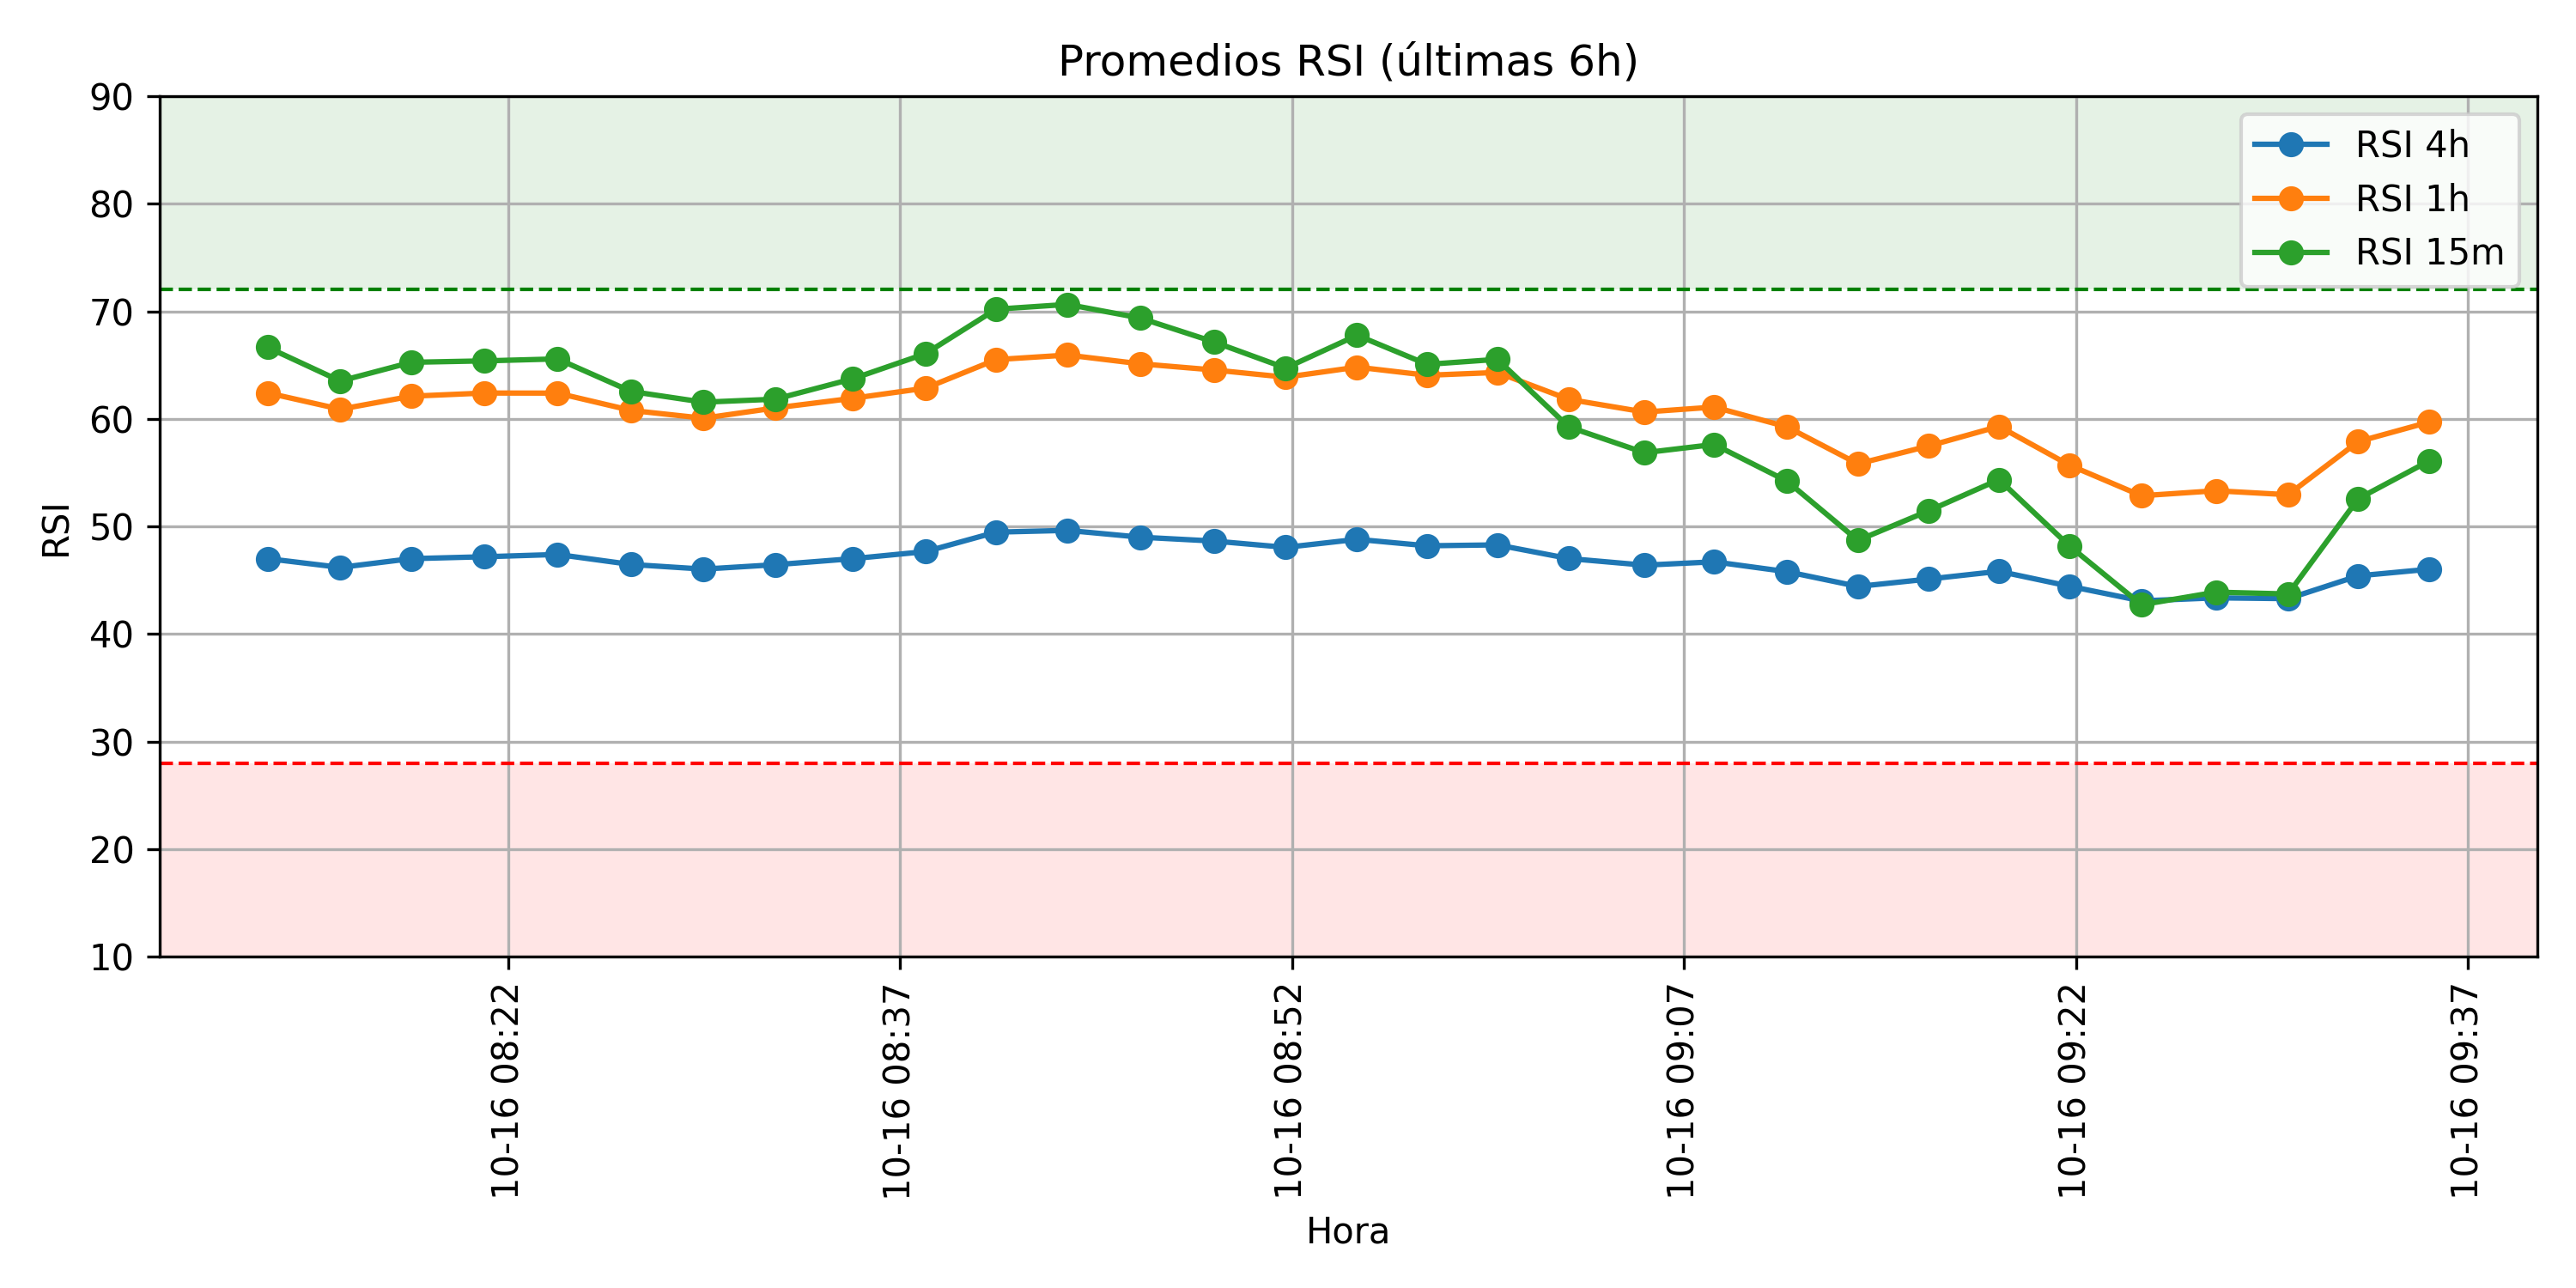 Promedios RSI (últimas 6h)
90
80
70
60
50
40
30
20
10
RSI
RSI 4h
RSI 1h
RSI 15m
10-16 08:22
10-16 08:37
10-16 08:52
10-16 09:07
10-16 09:22
10-16 09:37
Hora